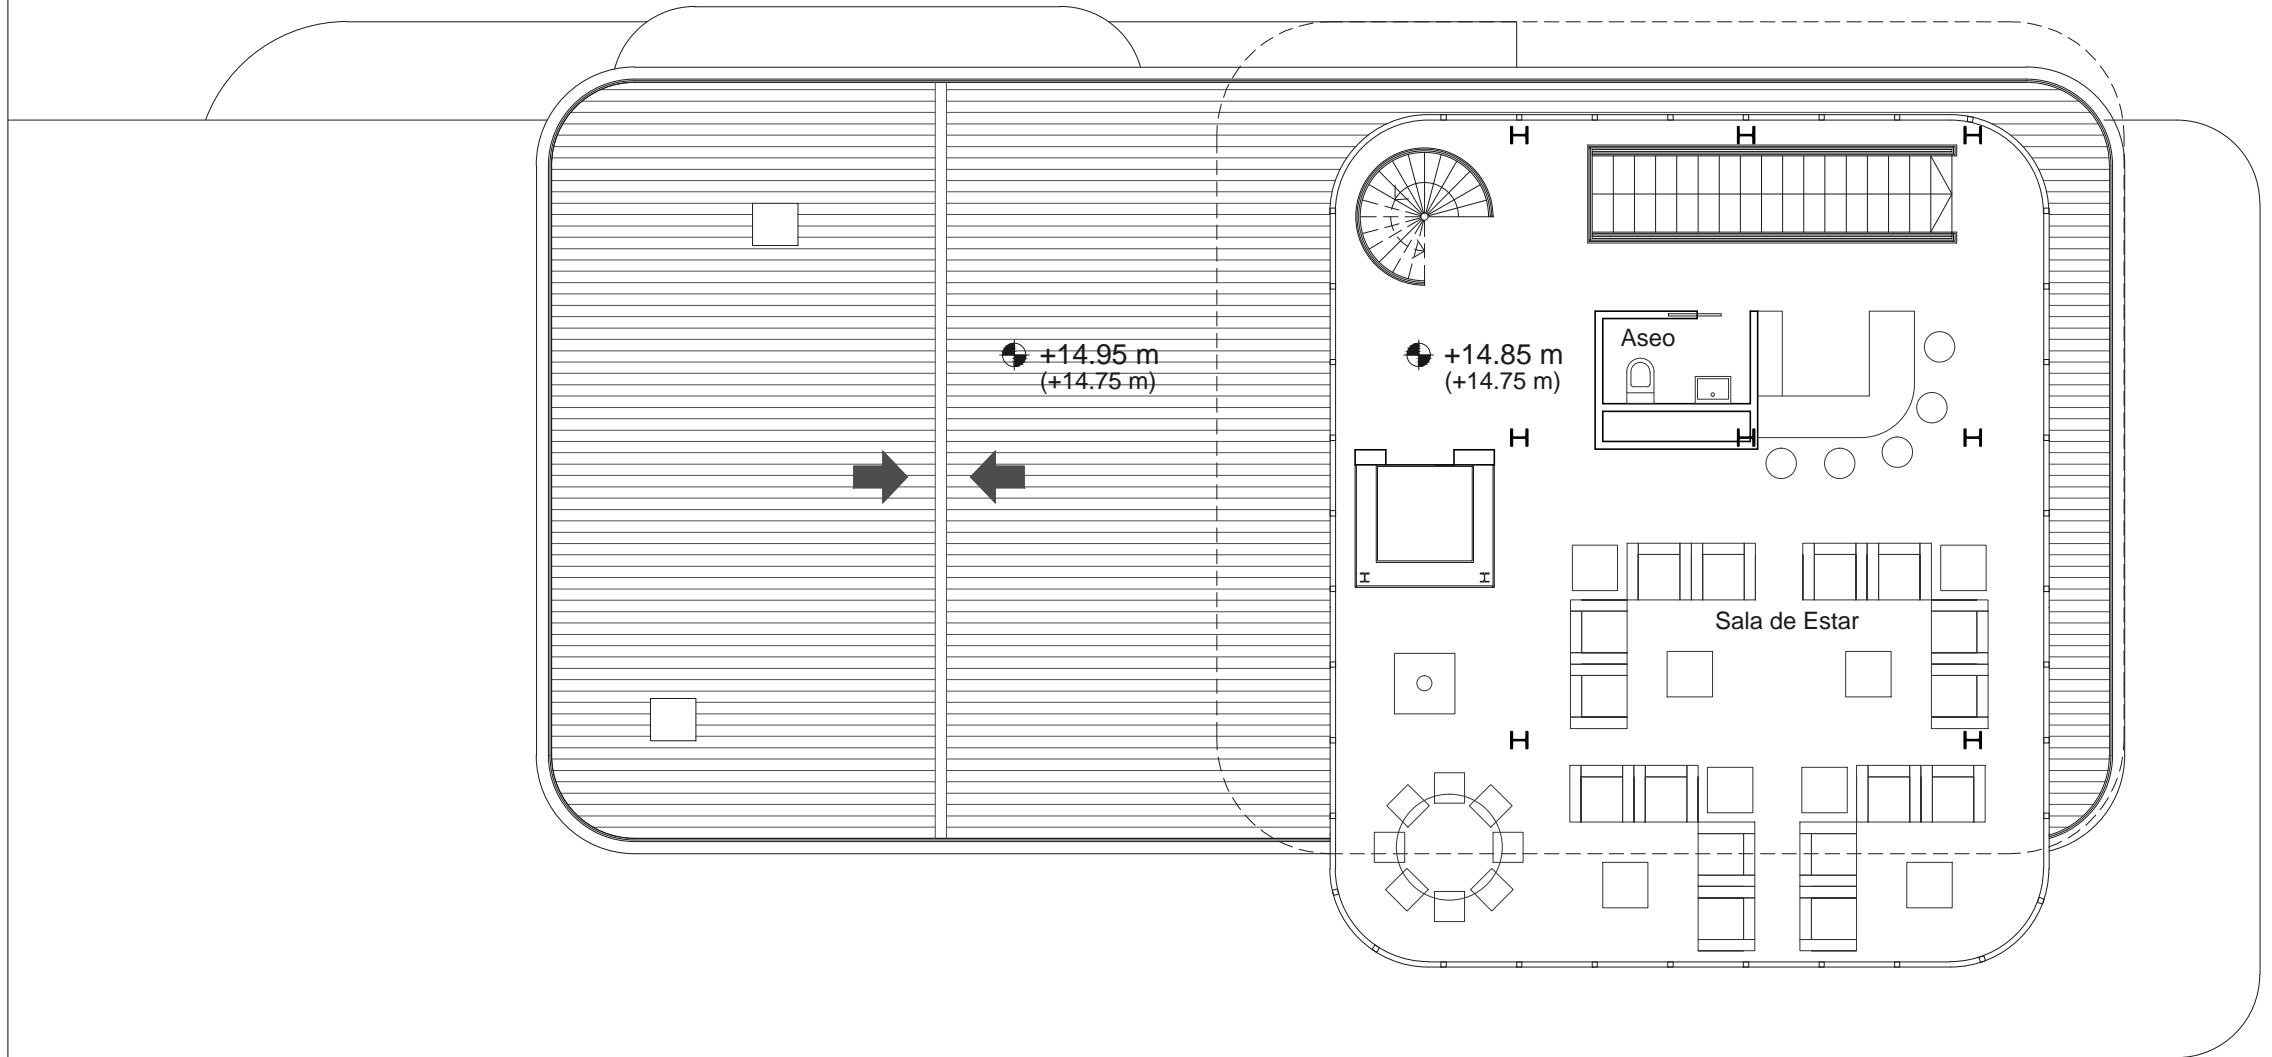 Aseo
+14.95 m
(+14.75 m)
+14.85 m
(+14.75 m)
Sala de Estar